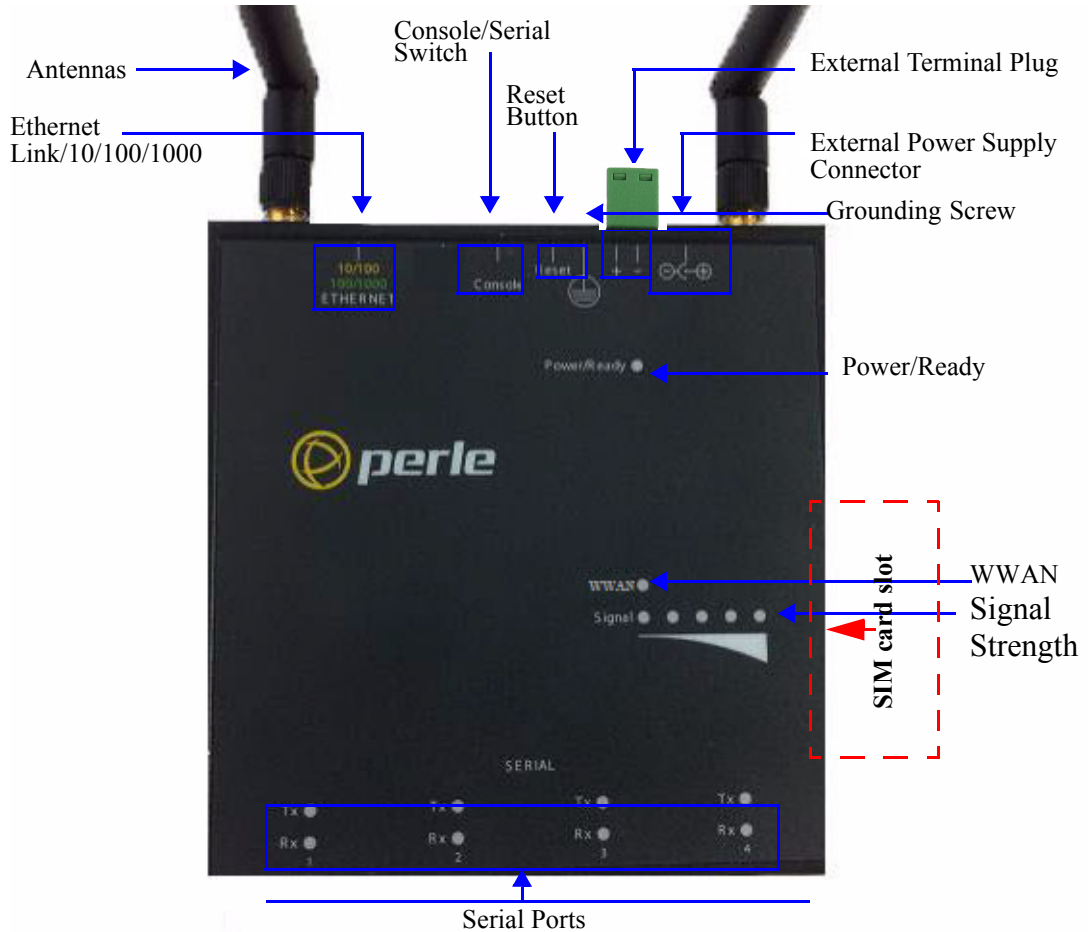 Console/Serial
Switch
Antennas
External Terminal Plug
Reset
Button
Ethernet
Link/10/100/1000
External Power Supply
Connector
Grounding Screw
10/100
100/1000
ETHERNET
Console
Reset
+ -
Power/Ready
Power/Ready
perle
WWAN
WWAN
Signal
Signal
Strength
SIM card slot
SERIAL
Tx Tx Tx Tx
Rx Rx Rx Rx
1 2 3 4
Serial Ports